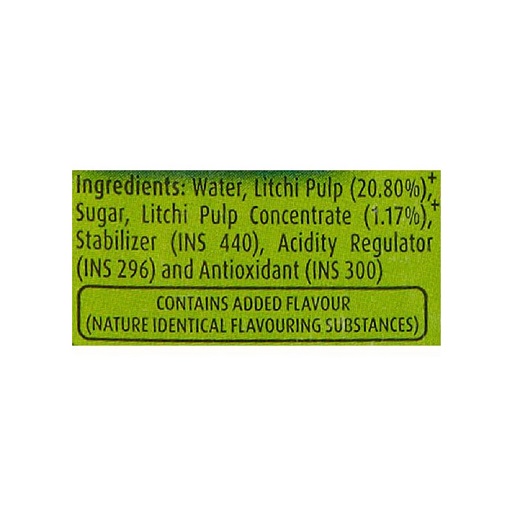 Ingredients: Water, Litchi Pulp (20.80%)⁺,
Sugar, Litchi Pulp Concentrate (1.17%)⁺,
Stabilizer (INS 440), Acidity Regulator
(INS 296) and Antioxidant (INS 300)
CONTAINS ADDED FLAVOUR
(NATURE IDENTICAL FLAVOURING SUBSTANCES)